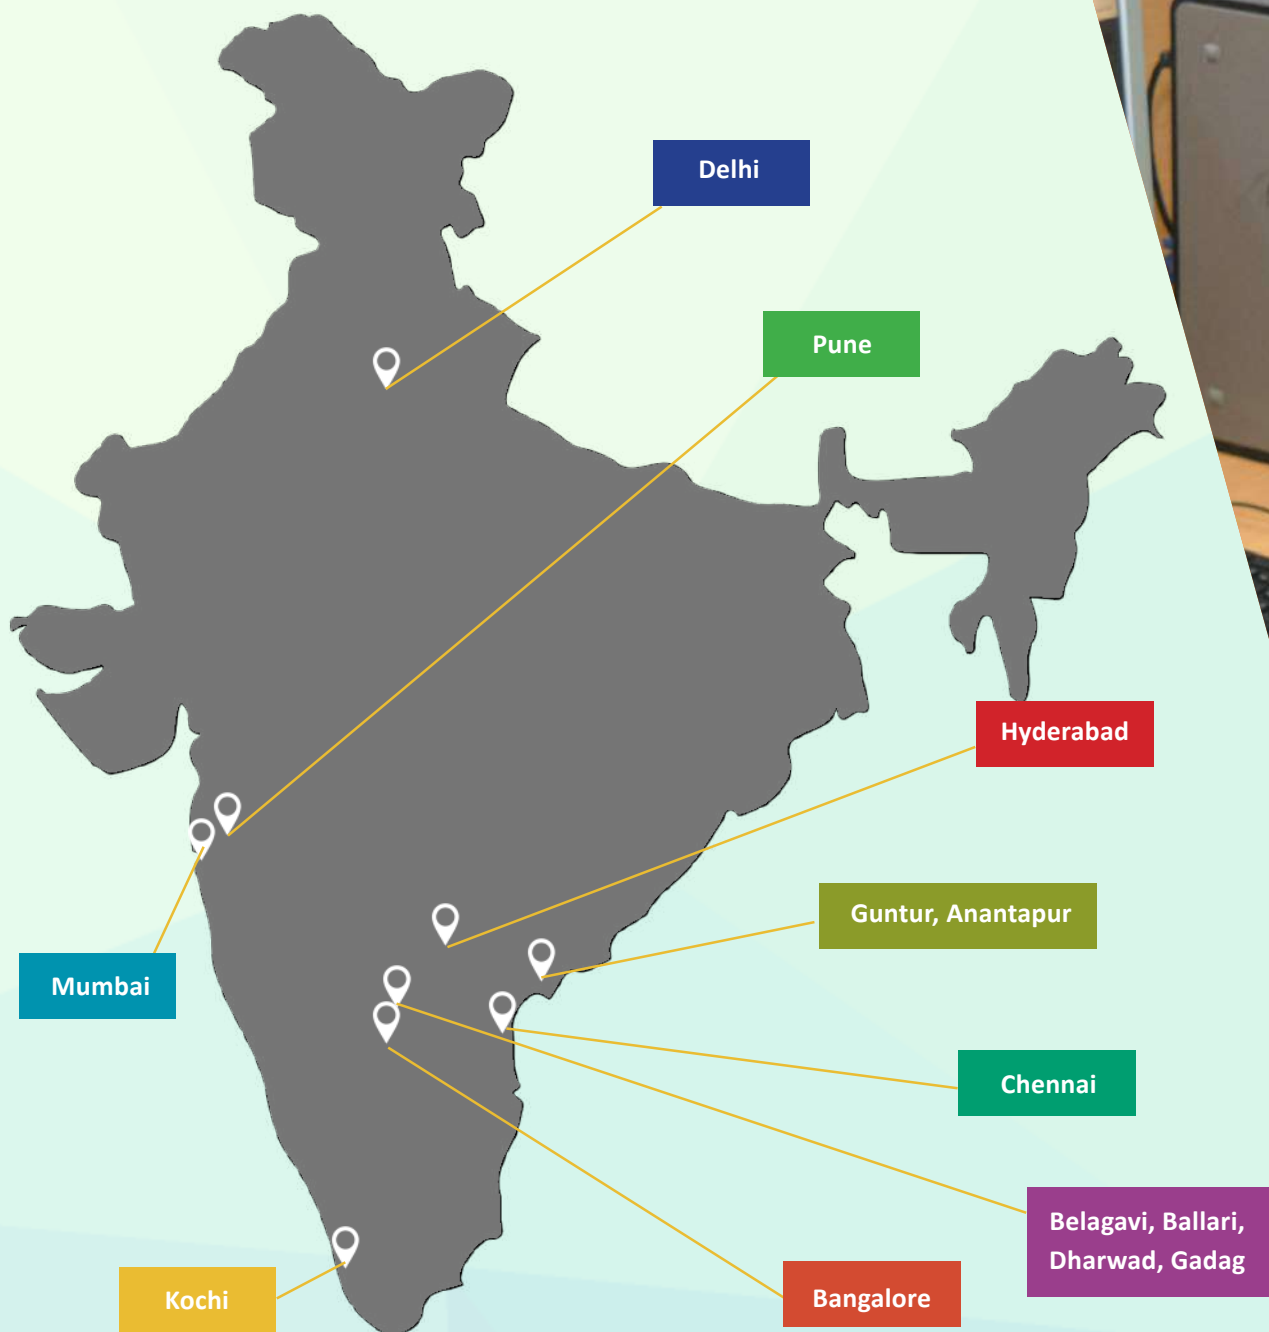 Delhi
Pune
Hyderabad
Guntur, Anantapur
Mumbai
Chennai
Belagavi, Ballari,
Dharwad, Gadag
Kochi
Bangalore